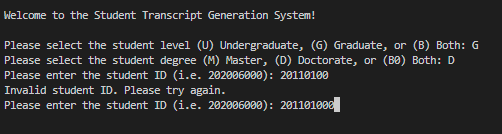 Welcome to the Student Transcript Generation System!
Please select the student level (U) Undergraduate, (G) Graduate, or (B) Both: G
Please select the student degree (M) Master, (D) Doctorate, or (B0) Both: D
Please enter the student ID (i.e. 202006000): 20110100
Invalid student ID. Please try again.
Please enter the student ID (i.e. 202006000): 201101000